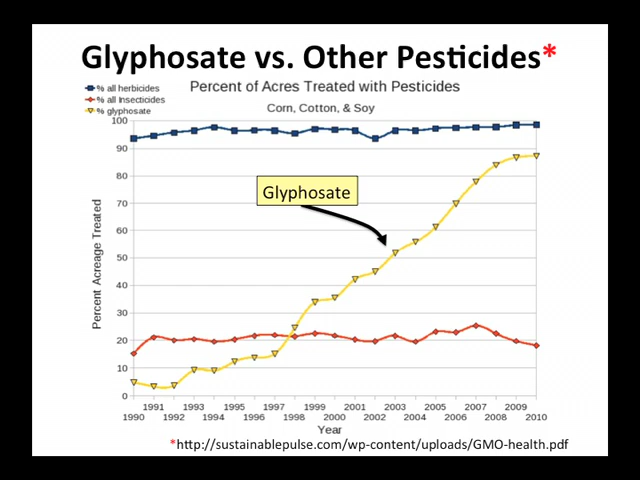 Glyphosate vs. Other Pesticides*
% all herbicides
% all Insecticides
% glyphosate
Percent of Acres Treated with Pesticides
Corn, Cotton, & Soy
100
90
80
70
60
50
40
30
20
10
0
Percent Acreage Treated
Glyphosate
1991 1993 1995 1997 1999 2001 2003 2005 2007 2009
1990 1992 1994 1996 1998 2000 2002 2004 2006 2008 2010
Year
*http://sustainablepulse.com/wp-content/uploads/GMO-health.pdf